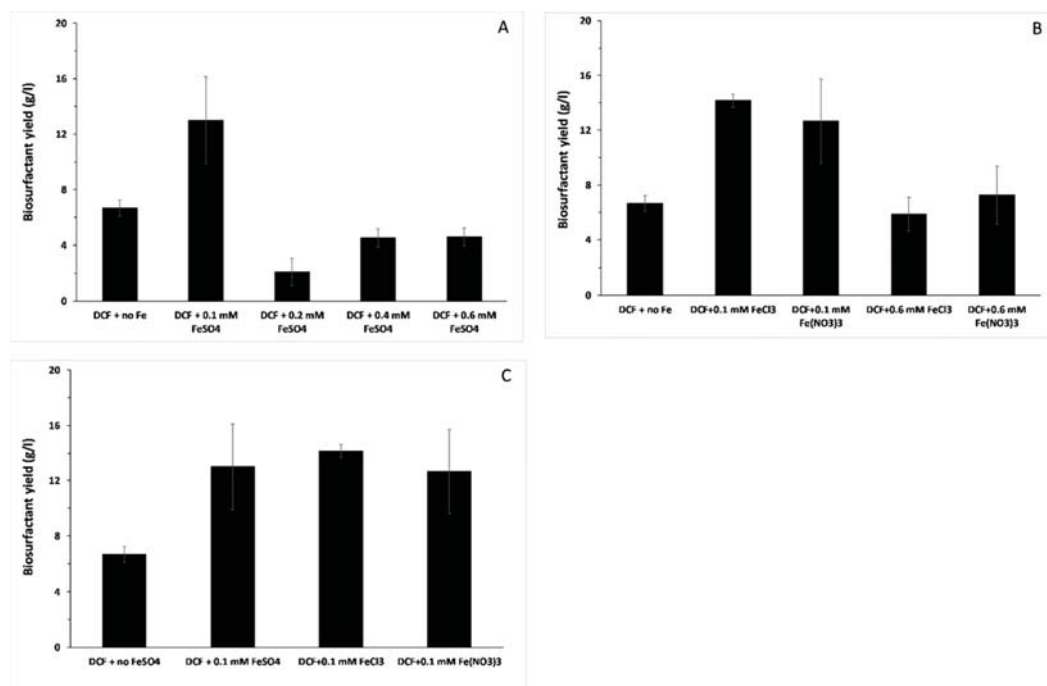 A
Biosurfactant yield (g/l)
20
16
12
8
4
0
DCF + no Fe
DCF + 0.1 mM
FeSO4
DCF + 0.2 mM
FeSO4
DCF + 0.4 mM
FeSO4
DCF + 0.6 mM
FeSO4
B
Biosurfactant yield (g/l)
20
16
12
8
4
0
DCF + no Fe
DCF+0.1 mM FeCl3
DCF+0.1 mM
Fe(NO3)3
DCF+0.6 mM FeCl3
DCF+0.6 mM
Fe(NO3)3
C
Biosurfactant yield (g/l)
20
16
12
8
4
0
DCF + no FeSO4
DCF + 0.1 mM FeSO4
DCF+0.1 mM FeCl3
DCF+0.1 mM Fe(NO3)3